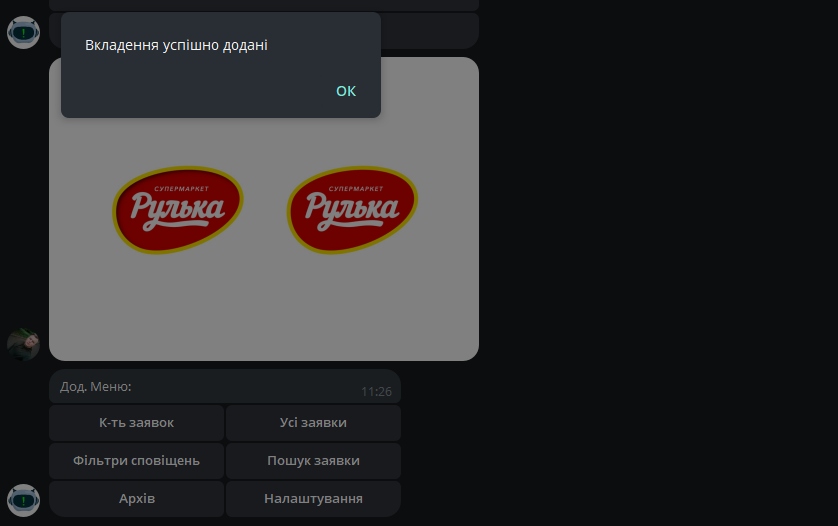 Вкладення успішно додані
ОК
СУПЕРМАРКЕТ СУПЕРМАРКЕТ
Рулька Рулька
Дод. Меню:
11:26
К-ть заявок Усі заявки
Фільтри сповіщень Пошук заявки
Архів Налаштування